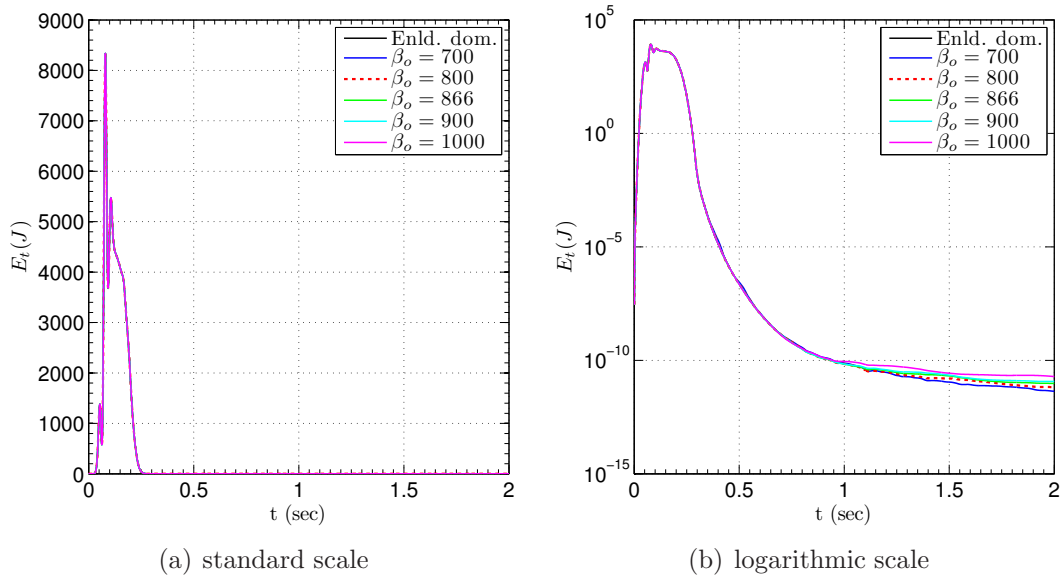 9000
8000
7000
6000
5000
4000
3000
2000
1000
0
E_t(J)
0
0.5
1
1.5
2
t (sec)
Enld. dom.
β_o = 700
β_o = 800
β_o = 866
β_o = 900
β_o = 1000
(a) standard scale
10^5
10^0
10^−5
10^−10
10^−15
E_t(J)
0
0.5
1
1.5
2
t (sec)
Enld. dom.
β_o = 700
β_o = 800
β_o = 866
β_o = 900
β_o = 1000
(b) logarithmic scale